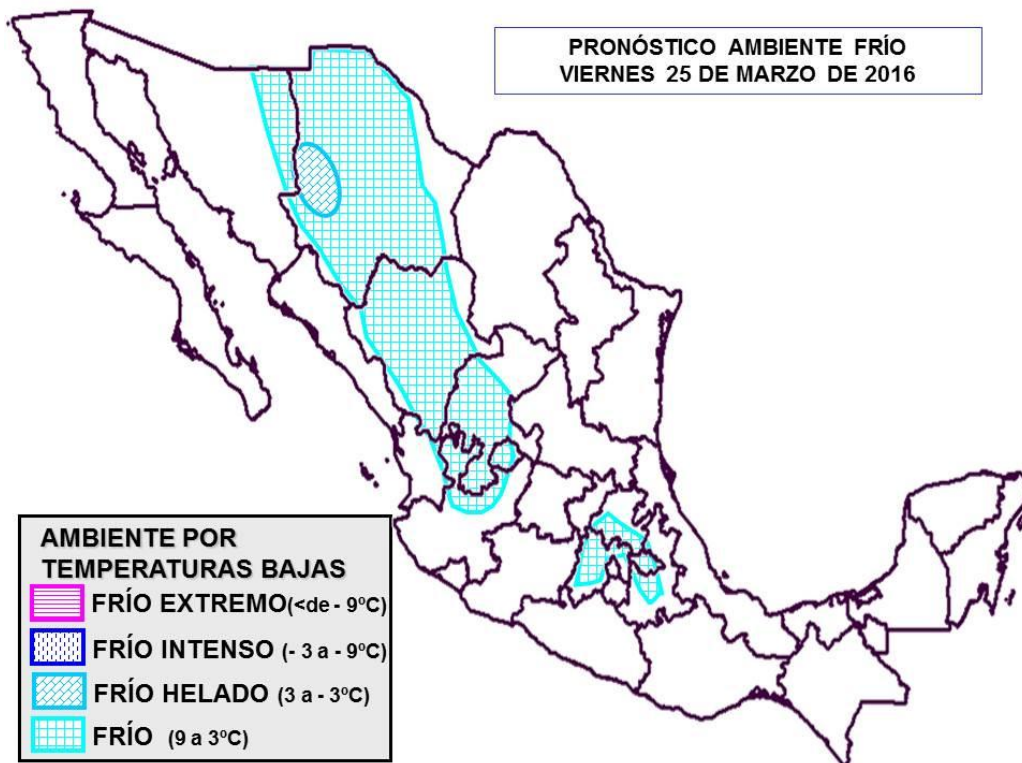 PRONÓSTICO AMBIENTE FRÍO
VIERNES 25 DE MARZO DE 2016
AMBIENTE POR
TEMPERATURAS BAJAS
FRÍO EXTREMO(<de - 9ºC)
FRÍO INTENSO (- 3 a - 9ºC)
FRÍO HELADO (3 a - 3ºC)
FRÍO (9 a 3ºC)